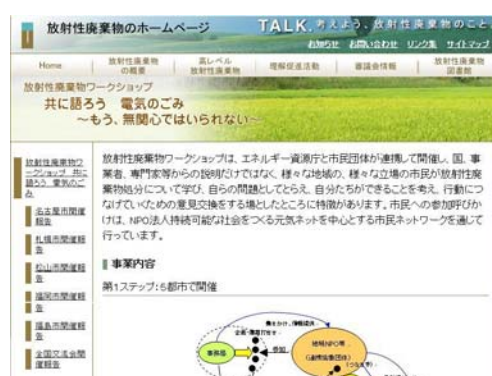 放射性廃棄物のホームページ
TALK. 考えよう、放射性廃棄物のこと
お知らせ お問い合わせ リンク集 サイトマップ
Home
放射性廃棄物の概要
高レベル放射性廃棄物
理解促進活動
審議会情報
放射性廃棄物図書館
放射性廃棄物ワークショップ
共に語ろう 電気のごみ
～もう、無関心ではいられない～
放射性廃棄物ワ
ークショップ 共に
語ろう 電気のご
み
名古屋市開催
報告
札幌市開催報
告
松山市開催報
告
福岡市開催報
告
福島市開催報
告
全国交流会開
催報告
放射性廃棄物ワークショップは、エネルギー資源庁と市民団体が連携して開催し、国、事
業者、専門家等からの説明だけではなく、様々な地域の、様々な立場の市民が放射性廃
棄物処分について学び、自らの問題としてとらえ、自分たちができることを考え、行動につ
なげていくための意見交換をする場としたところに特徴があります。市民への参加呼びか
けは、NPO法人持続可能な社会をつくる元気ネットを中心とする市民ネットワークを通じて
行っています。
事業内容
第1ステップ:5都市で開催
事務局
参加
地域NPO等